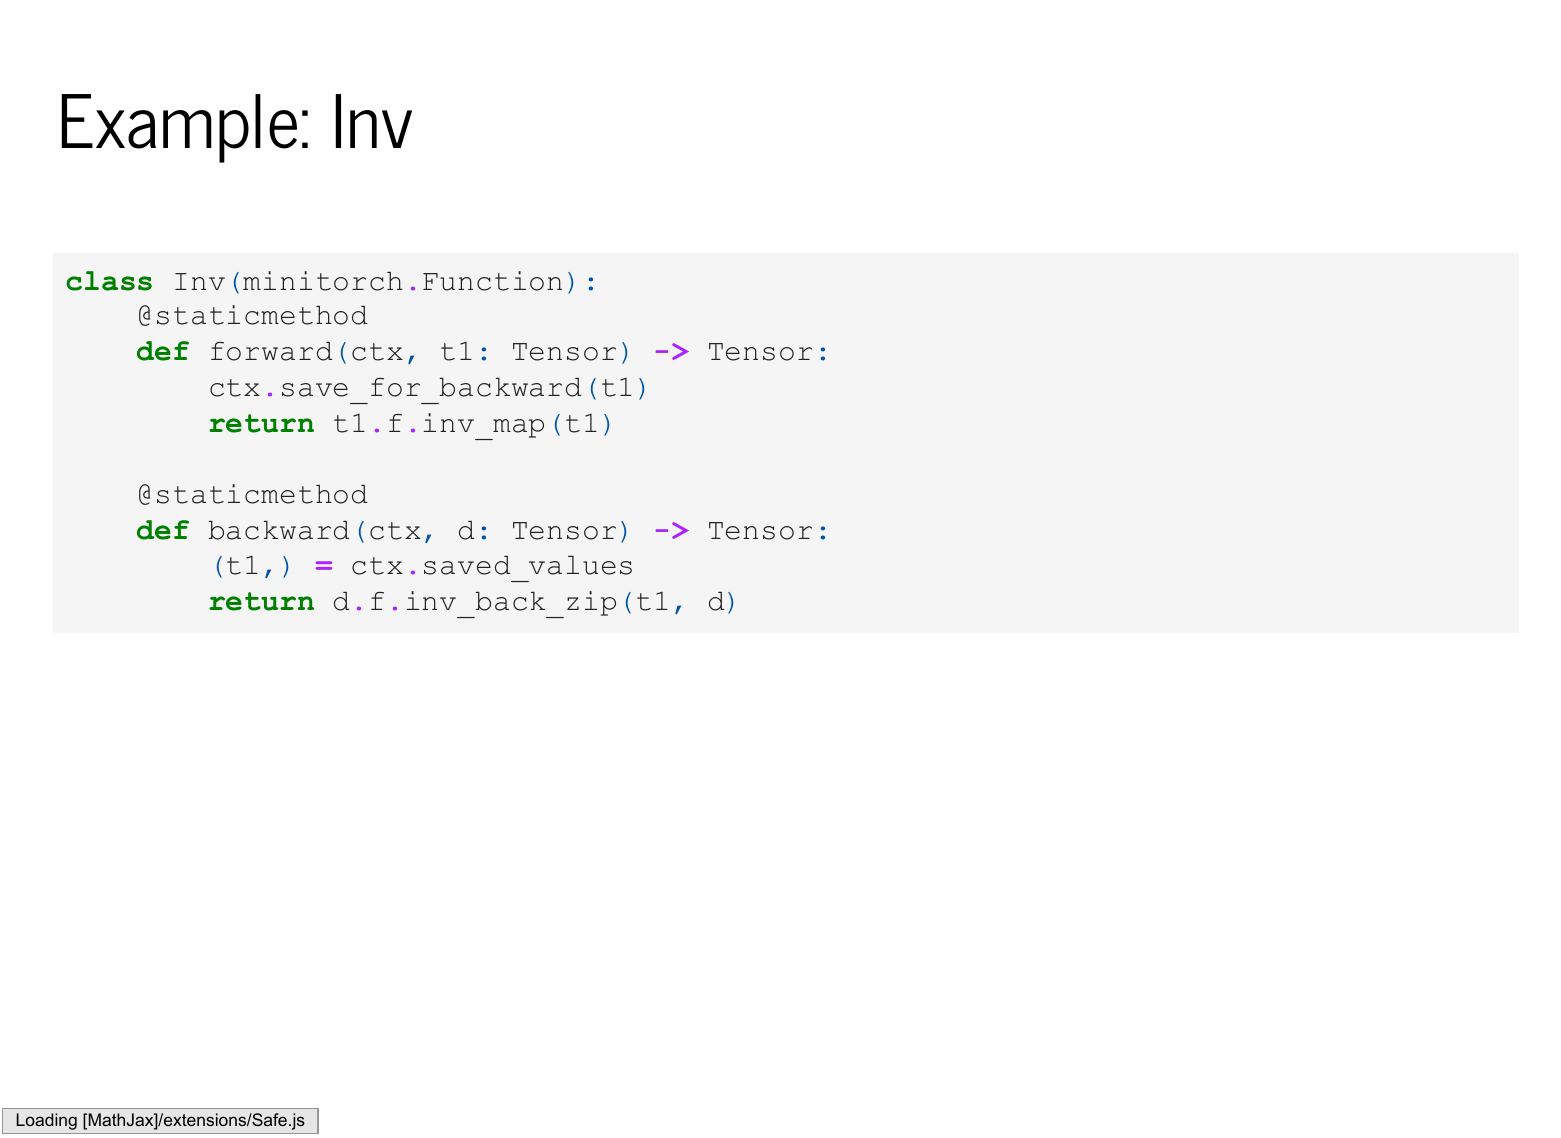 Example: Inv
class Inv(minitorch.Function):
    @staticmethod
    def forward(ctx, t1: Tensor) -> Tensor:
        ctx.save_for_backward(t1)
        return t1.f.inv_map(t1)

    @staticmethod
    def backward(ctx, d: Tensor) -> Tensor:
        (t1,) = ctx.saved_values
        return d.f.inv_back_zip(t1, d)
Loading [MathJax]/extensions/Safe.js